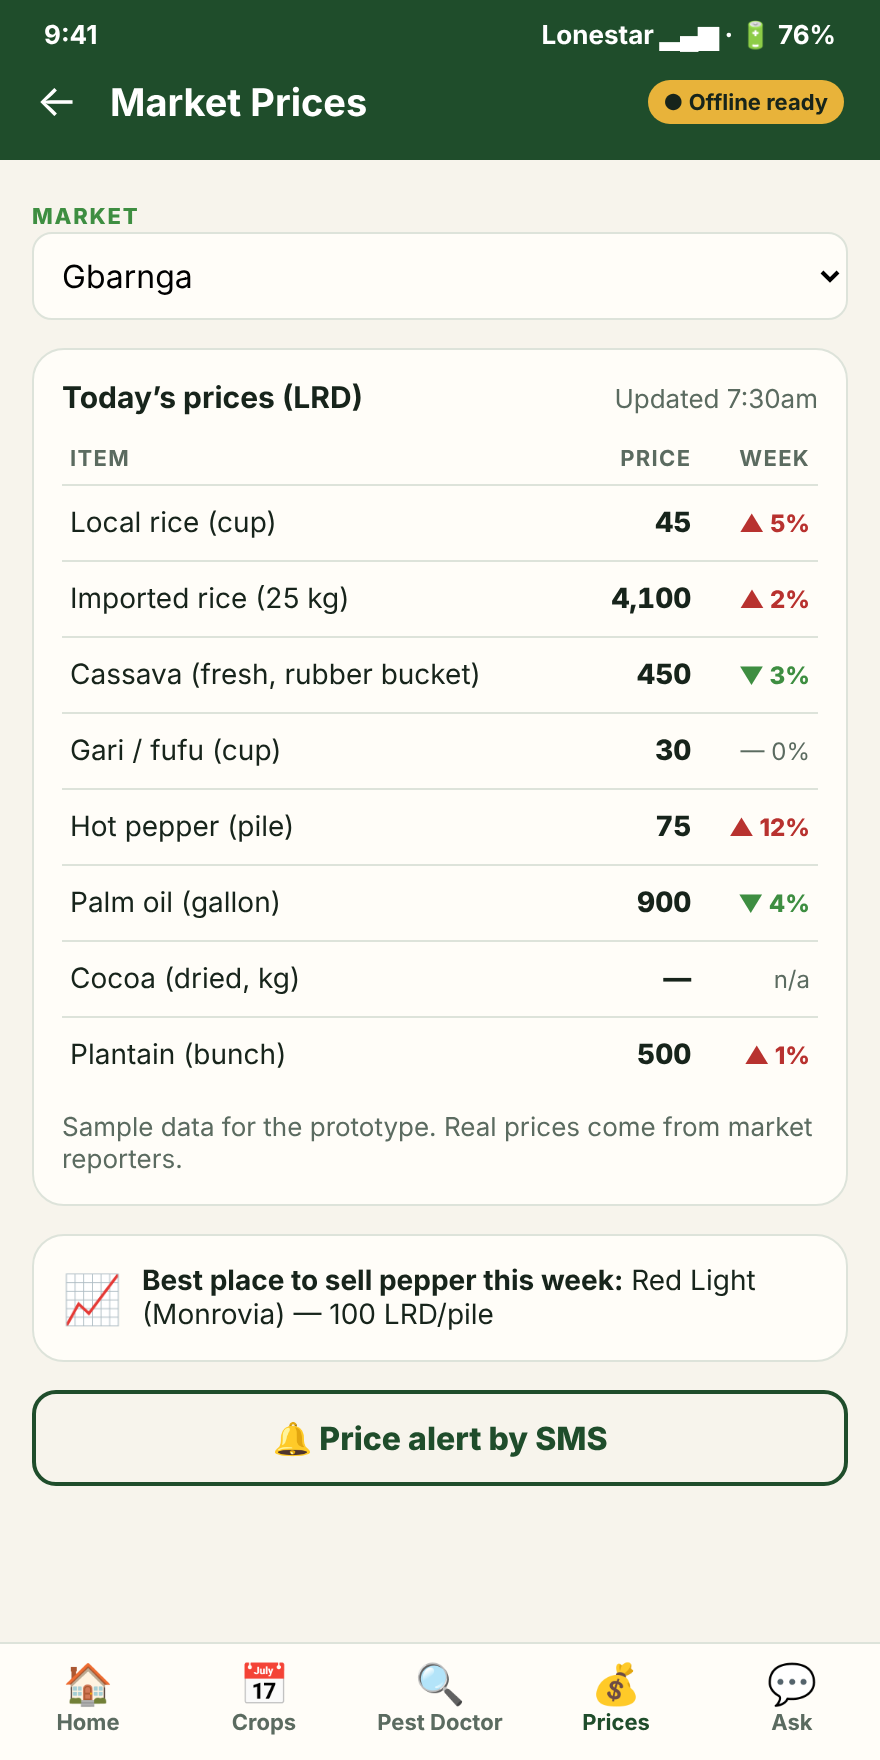 9:41
Lonestar ▂▄▆ · 🔋 76%
← Market Prices
● Offline ready
MARKET
Gbarnga
Today’s prices (LRD) Updated 7:30am
ITEM PRICE WEEK
Local rice (cup) 45 ▲ 5%
Imported rice (25 kg) 4,100 ▲ 2%
Cassava (fresh, rubber bucket) 450 ▼ 3%
Gari / fufu (cup) 30 — 0%
Hot pepper (pile) 75 ▲ 12%
Palm oil (gallon) 900 ▼ 4%
Cocoa (dried, kg) — n/a
Plantain (bunch) 500 ▲ 1%
Sample data for the prototype. Real prices come from market
reporters.
Best place to sell pepper this week: Red Light
(Monrovia) — 100 LRD/pile
🔔 Price alert by SMS
July
17
Home Crops Pest Doctor Prices Ask